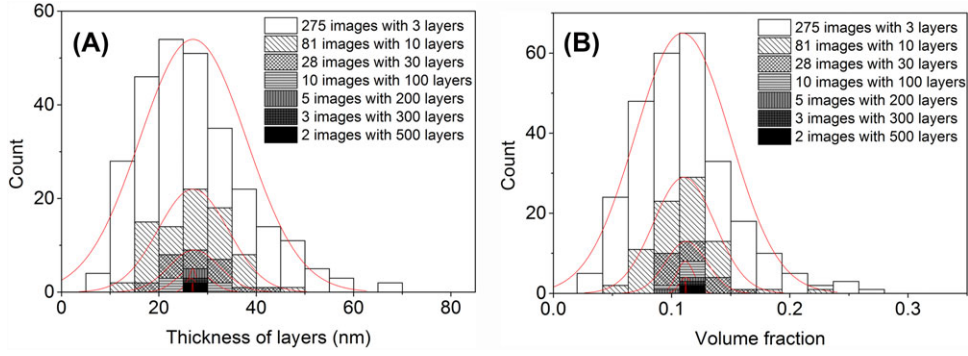 (A)
275 images with 3 layers
81 images with 10 layers
28 images with 30 layers
10 images with 100 layers
5 images with 200 layers
3 images with 300 layers
2 images with 500 layers
Count
60
40
20
0
0 20 40 60 80
Thickness of layers (nm)
(B)
275 images with 3 layers
81 images with 10 layers
28 images with 30 layers
10 images with 100 layers
5 images with 200 layers
3 images with 300 layers
2 images with 500 layers
Count
60
40
20
0
0.0 0.1 0.2 0.3
Volume fraction